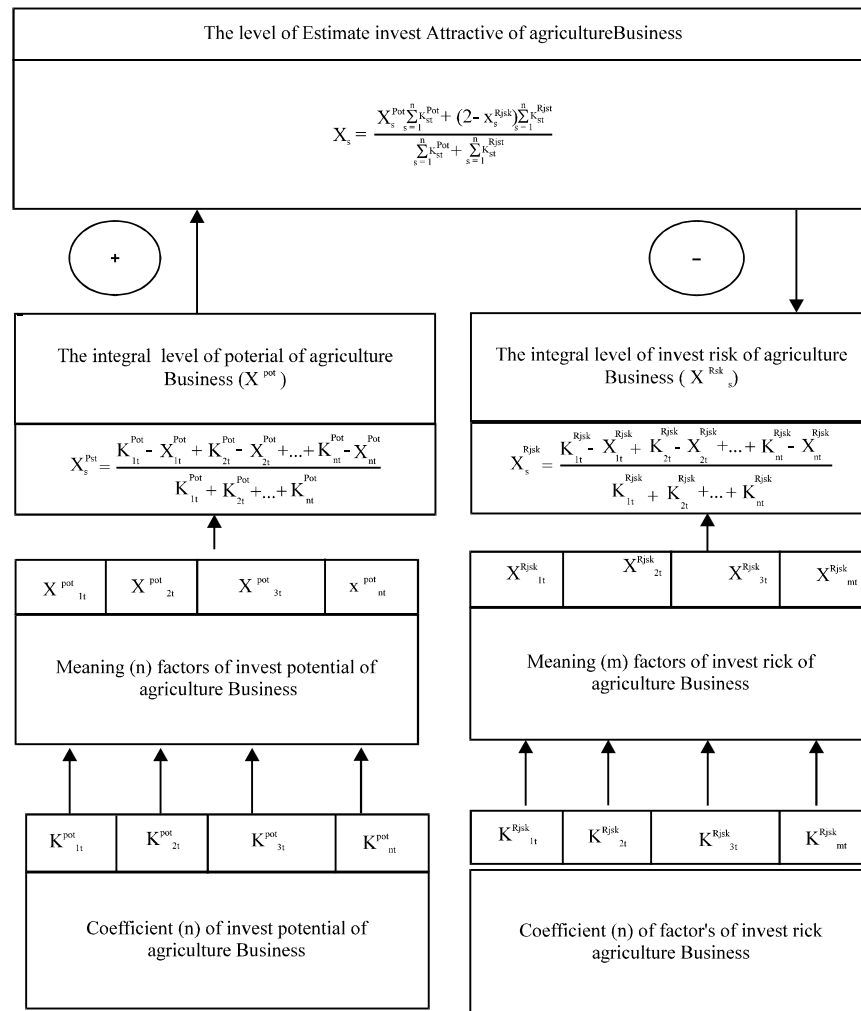 The level of Estimate invest Attractive of agricultureBusiness
X_s = (X_s^Pot ∑_{s=1}^n K_st^Pot + (2- x_s^Rjsk) ∑_{s=1}^n K_st^Rjst) / (∑_{s=1}^n K_st^Pot + ∑_{s=1}^n K_st^Rjst)
+
-
The integral level of poterial of agriculture
Business (X^pot)
X_s^Pst = (K_1t^Pot - X_1t^Pot + K_2t^Pot - X_2t^Pot +...+ K_nt^Pot - X_nt^Pot) / (K_1t^Pot + K_2t^Pot +...+ K_nt^Pot)
X^pot_1t X^pot_2t X^pot_3t x^pot_nt
Meaning (n) factors of invest potential of
agriculture Business
K^pot_1t K^pot_2t K^pot_3t K^pot_nt
Coefficient (n) of invest potential of
agriculture Business
The integral level of invest risk of agriculture
Business ( X^Rsk_s)
X_s^Rjsk = (K_1t^Rjsk - X_1t^Rjsk + K_2t^Rjsk - X_2t^Rjsk +...+ K_nt^Rjsk - X_nt^Rjsk) / (K_1t^Rjsk + K_2t^Rjsk +...+ K_nt^Rjsk)
X^Rjsk_1t X^Rjsk_2t X^Rjsk_3t X^Rjsk_mt
Meaning (m) factors of invest rick of
agriculture Business
K^Rjsk_1t K^Rjsk_2t K^Rjsk_3t K^Rjsk_mt
Coefficient (n) of factor's of invest rick
agriculture Business